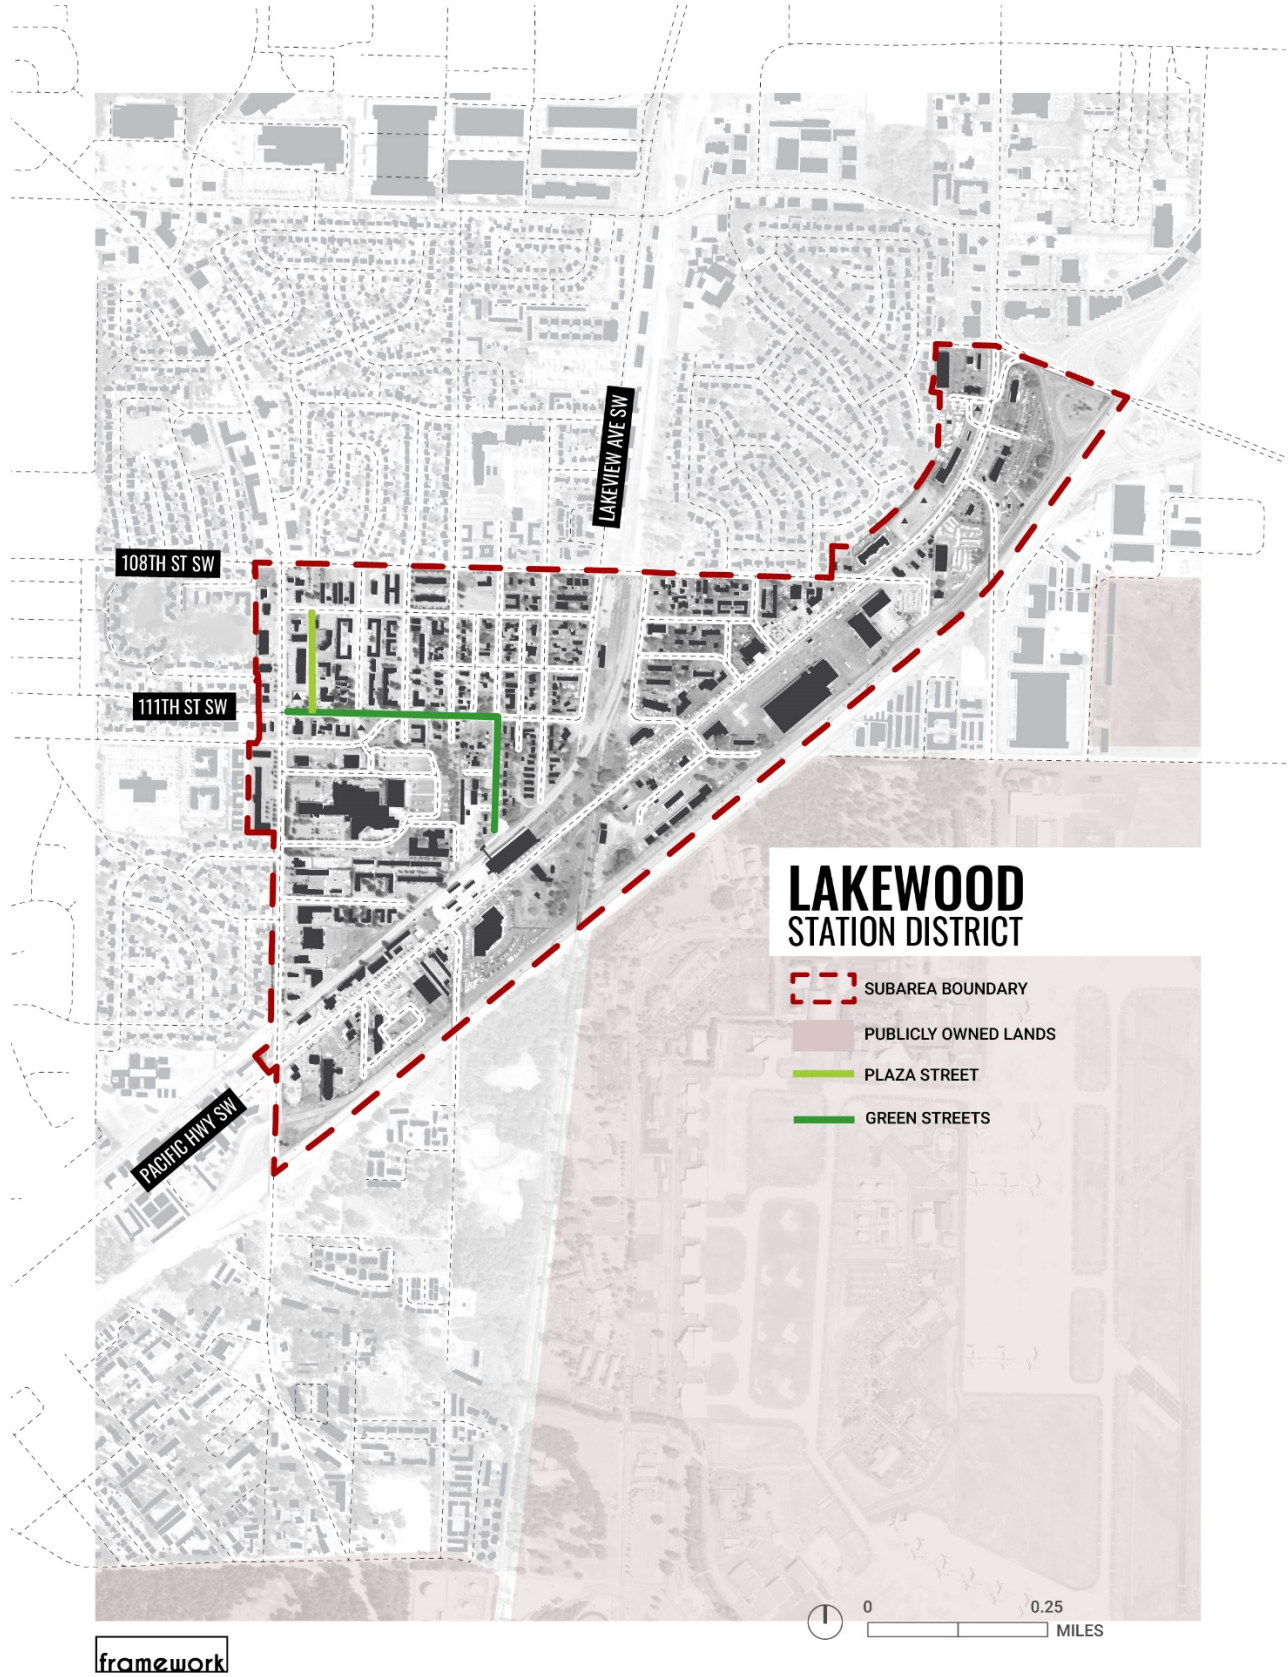 LAKEVIEW AVE SW
108TH ST SW
111TH ST SW
PACIFIC HWY SW
LAKEWOOD
STATION DISTRICT
SUBAREA BOUNDARY
PUBLICLY OWNED LANDS
PLAZA STREET
GREEN STREETS
0 0.25
MILES
framework